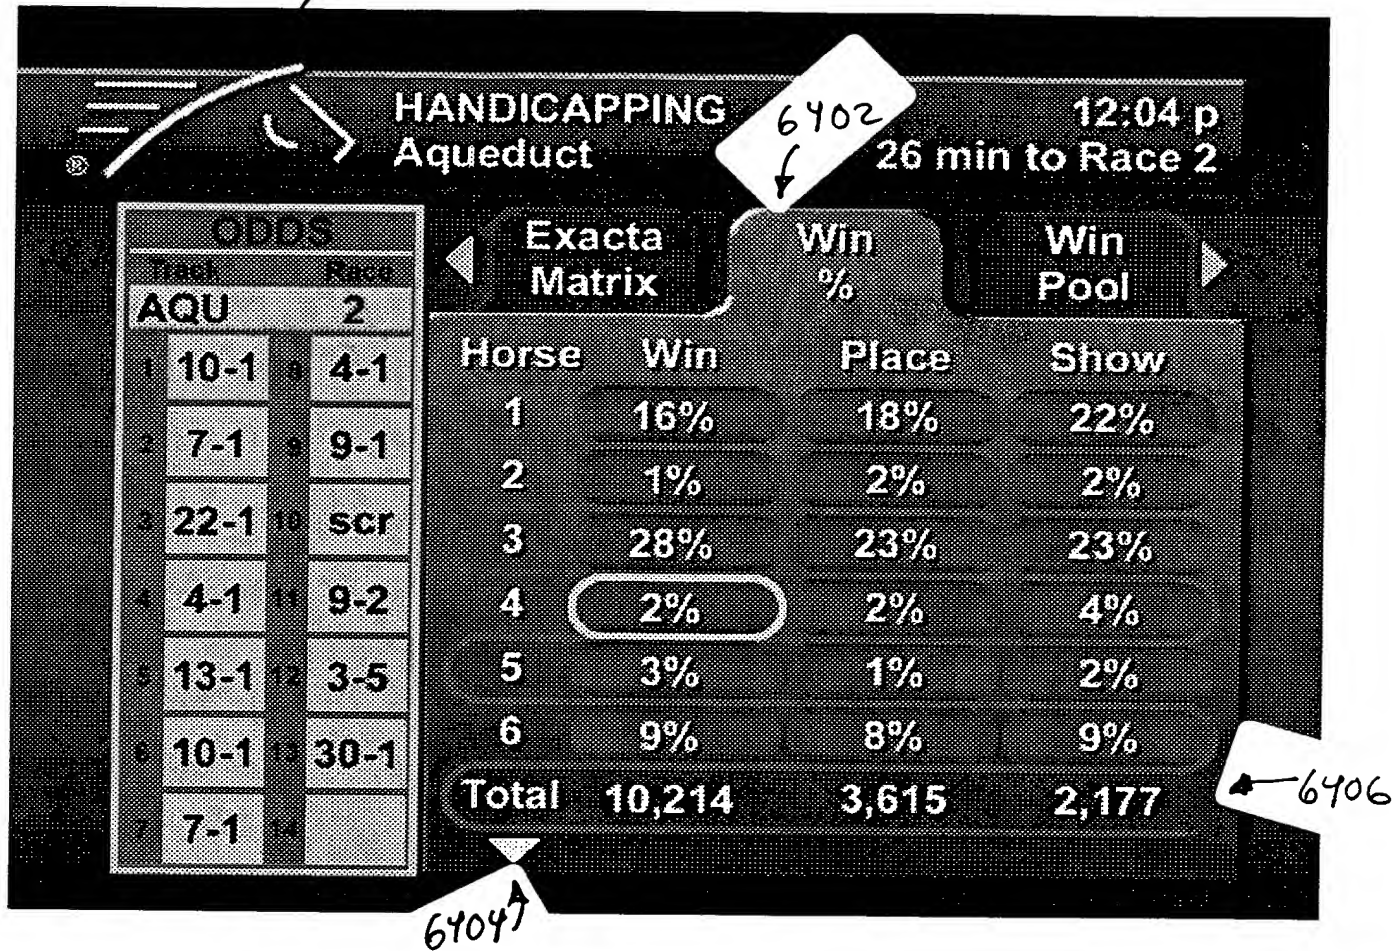 HANDICAPPING
Aqueduct
6402
12:04 p
26 min to Race 2
®
ODDS
Track Race
AQU 2
1 10-1 8 4-1
2 7-1 9 9-1
3 22-1 10 scr
4 4-1 11 9-2
5 13-1 12 3-5
6 10-1 13 30-1
7 7-1 14
Exacta Matrix
Win %
Win Pool
Horse Win Place Show
1 16% 18% 22%
2 1% 2% 2%
3 28% 23% 23%
4 2% 2% 4%
5 3% 1% 2%
6 9% 8% 9%
Total 10,214 3,615 2,177
6406
6404